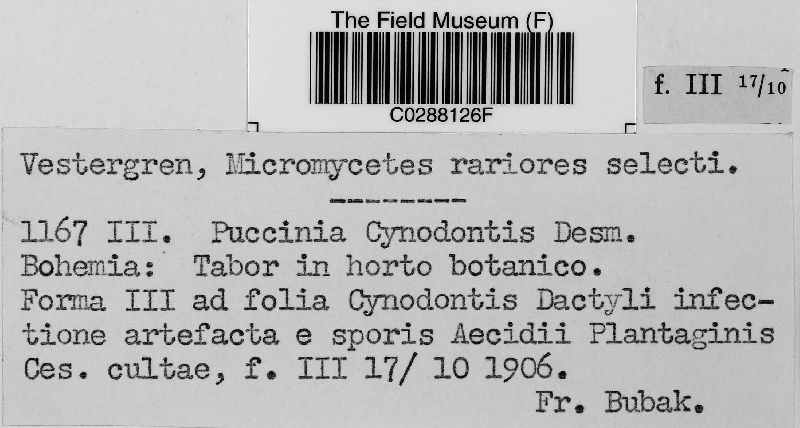 The Field Museum (F)
C0288126F
f. III 17/10
Vestergren, Micromycetes rariores selecti.
--------
1167 III. Puccinia Cynodontis Desm.
Bohemia: Tabor in horto botanico.
Forma III ad folia Cynodontis Dactyli infec-
tione artefacta e sporis Aecidii Plantaginis
Ces. cultae, f. III 17/ 10 1906.
Fr. Bubak.